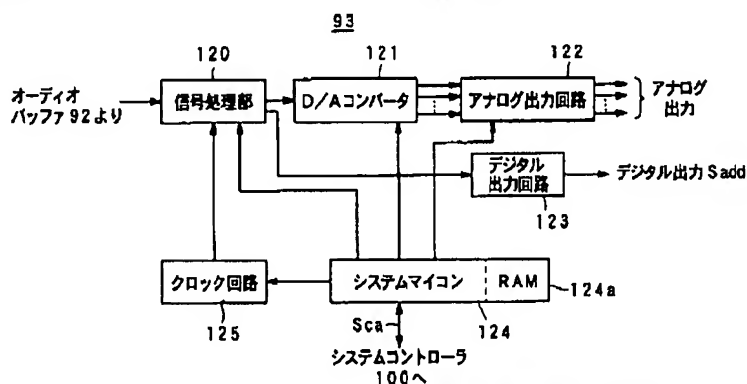 93
120
121
122
オーディオ
バッファ92より
信号処理部
D/Aコンバータ
アナログ出力回路
アナログ
出力
デジタル
出力回路
デジタル出力 Sadd
123
クロック回路
システムマイコン
RAM
124a
125
Sca
124
システムコントローラ
100へ